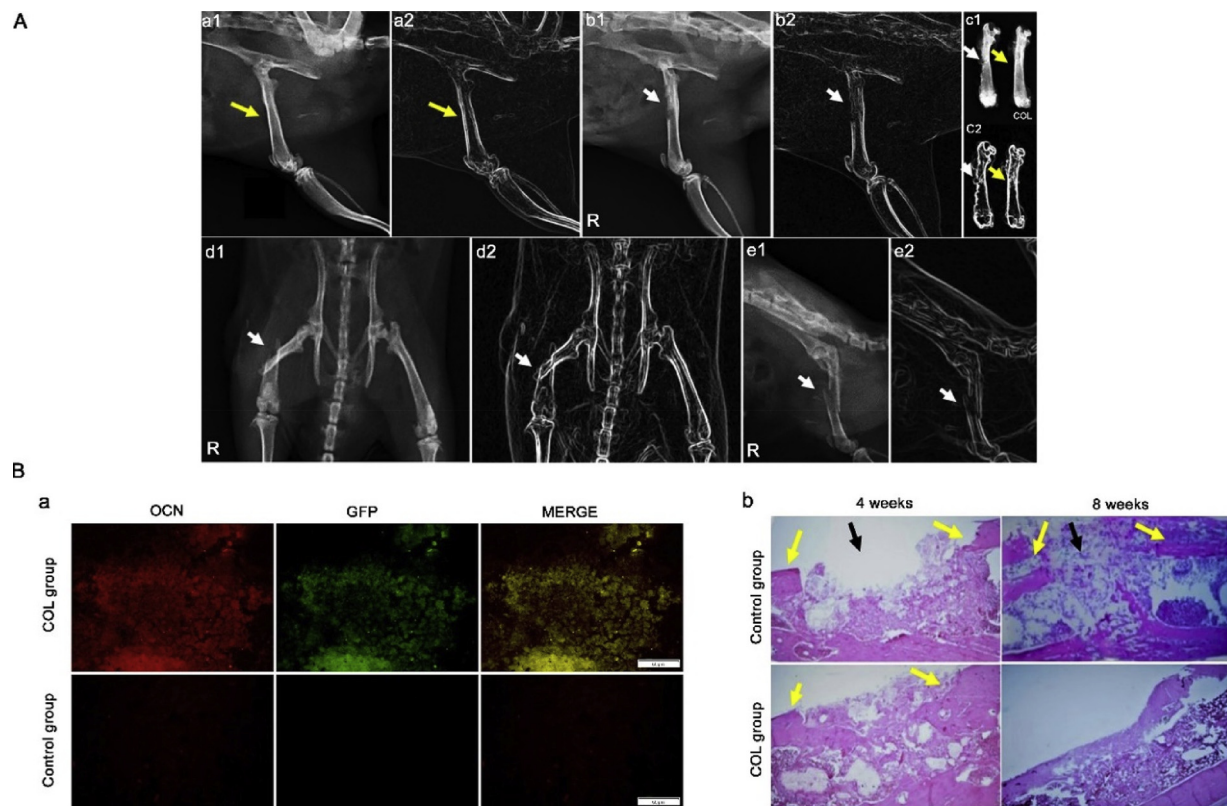 A
a1
a2
b1
b2
c1
COL
C2
R
d1
d2
e1
e2
R
R
B
a
OCN
GFP
MERGE
COL group
Control group
b
4 weeks
8 weeks
Control group
COL group